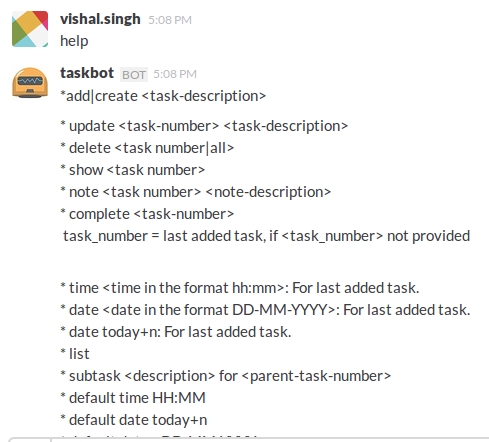 vishal.singh 5:08 PM
help
taskbot BOT 5:08 PM
*add|create <task-description>
* update <task-number> <task-description>
* delete <task number|all>
* show <task number>
* note <task number> <note-description>
* complete <task-number>
task_number = last added task, if <task_number> not provided
* time <time in the format hh:mm>: For last added task.
* date <date in the format DD-MM-YYYY>: For last added task.
* date today+n: For last added task.
* list
* subtask <description> for <parent-task-number>
* default time HH:MM
* default date today+n